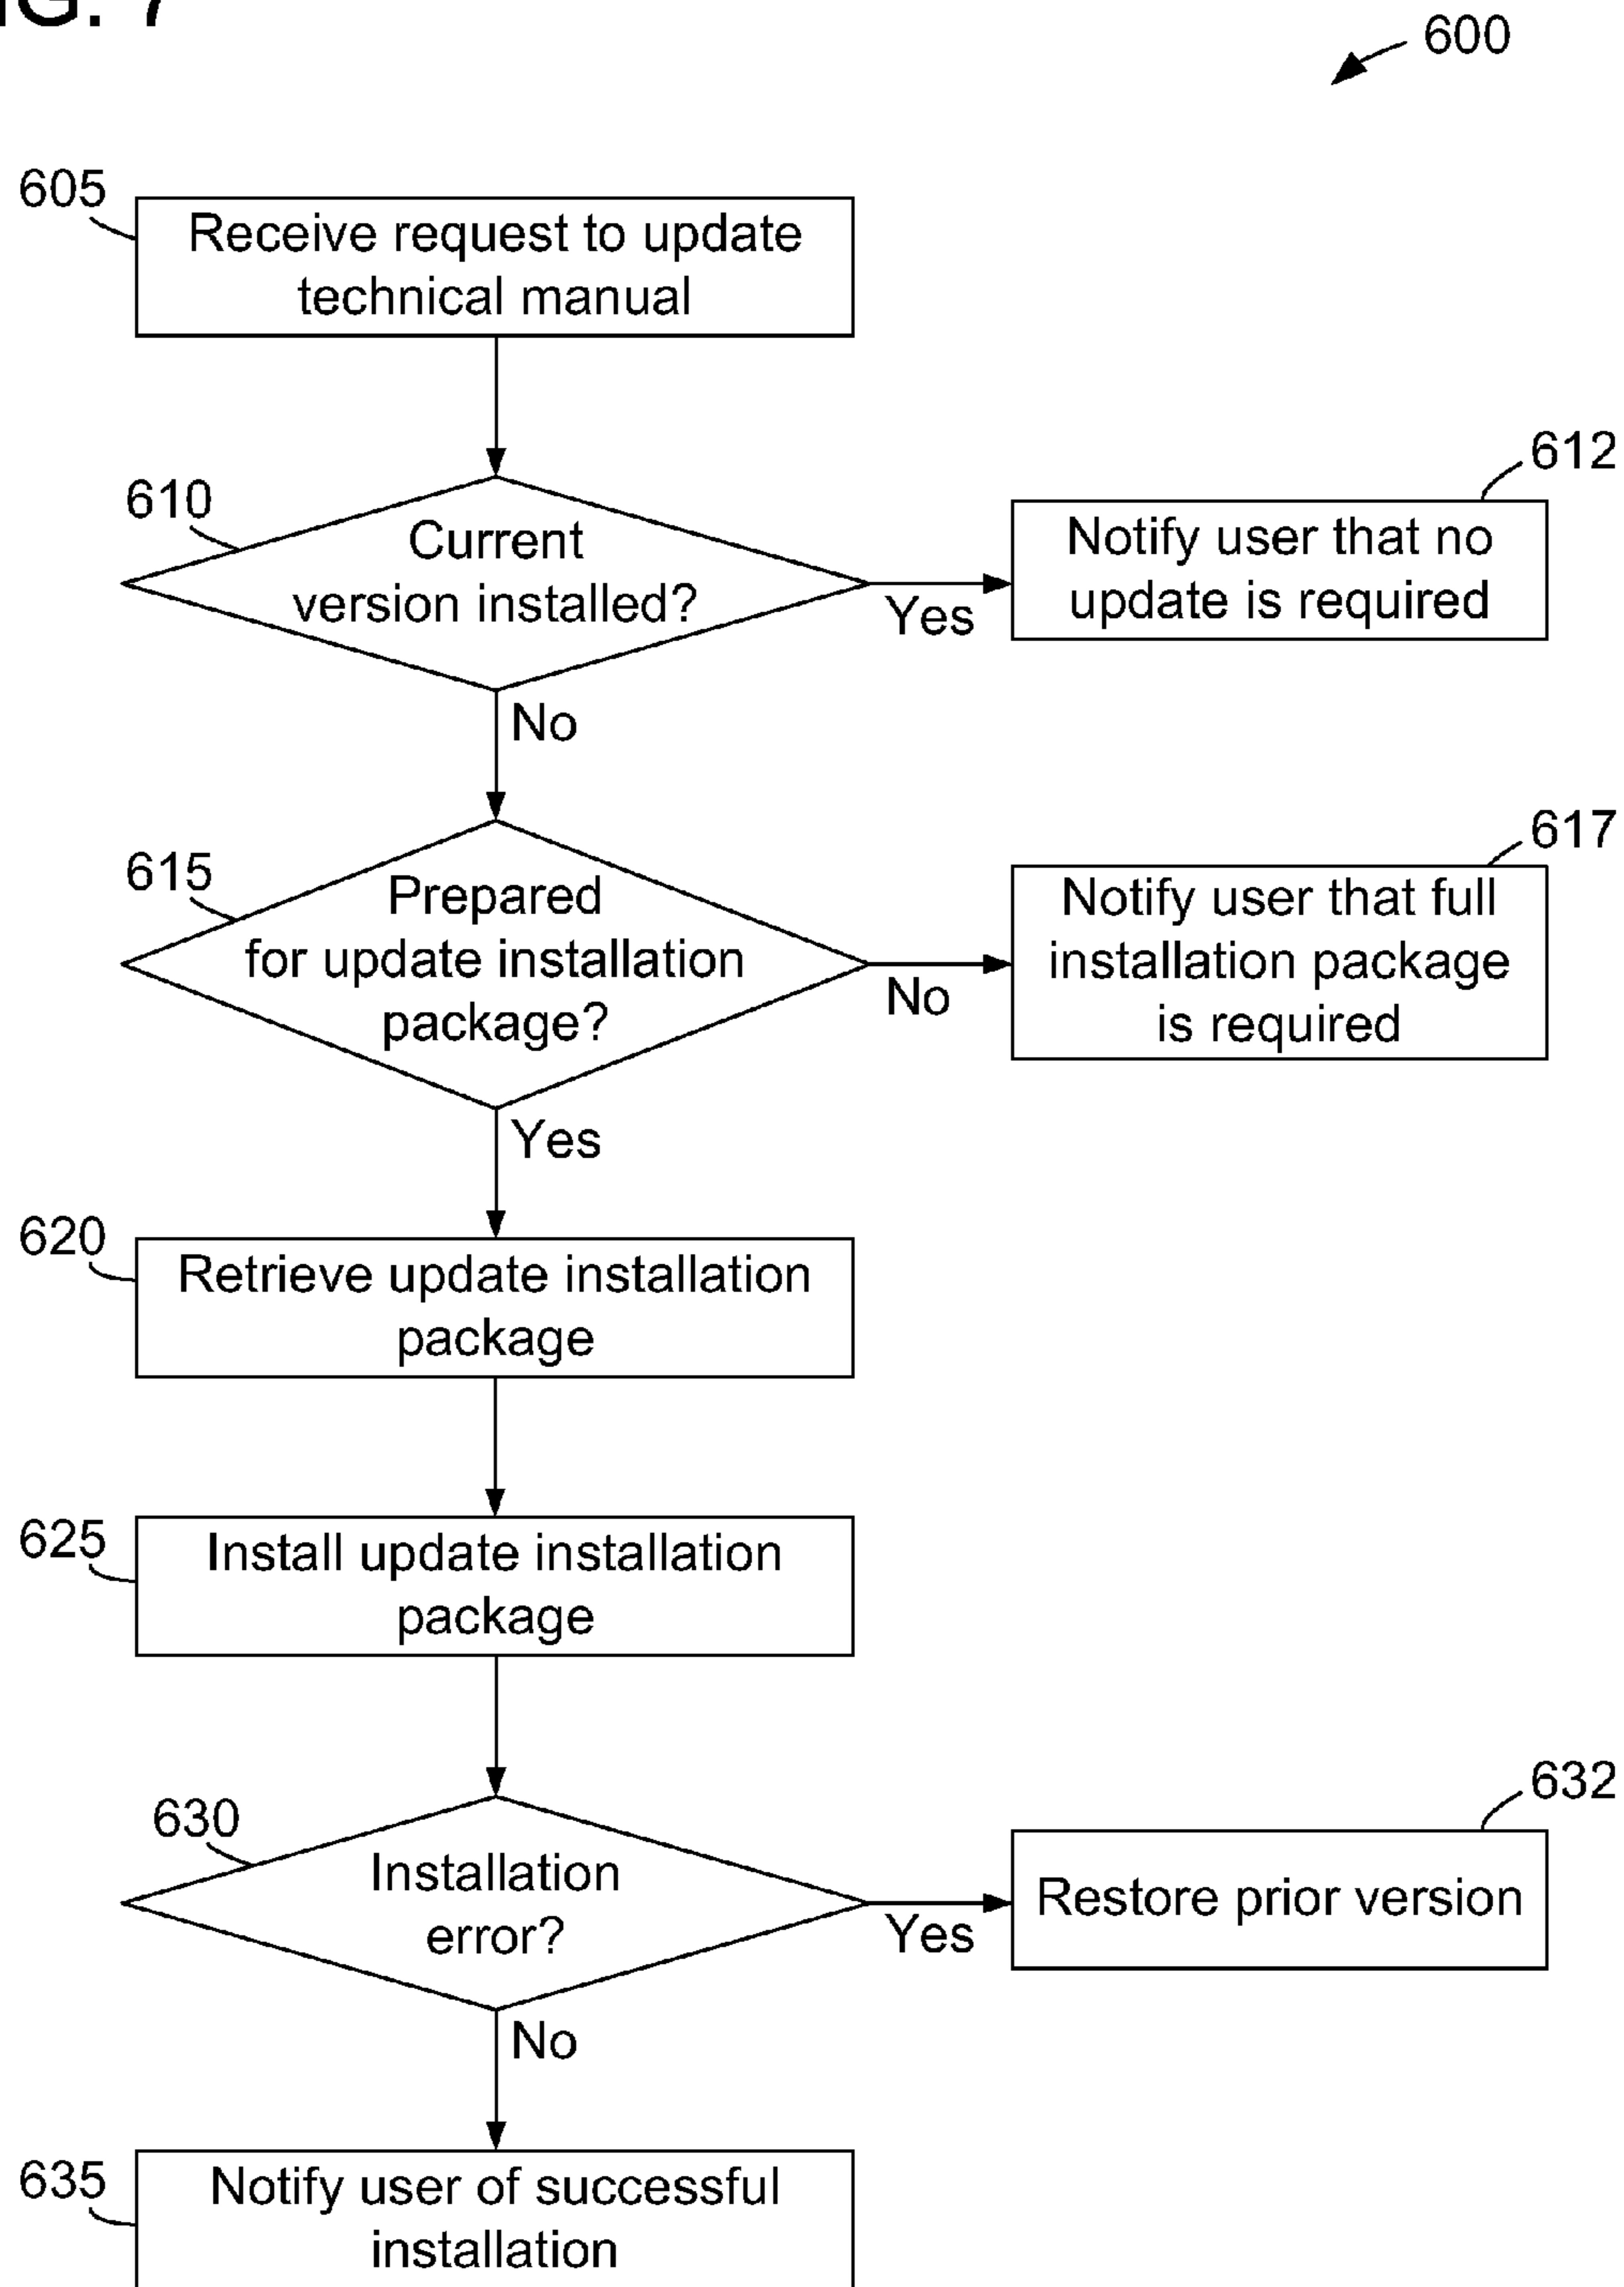 IG. 7
600
605
Receive request to update
technical manual
610
Current
version installed?
Yes
612
Notify user that no
update is required
No
615
Prepared
for update installation
package?
No
617
Notify user that full
installation package
is required
Yes
620
Retrieve update installation
package
625
Install update installation
package
630
Installation
error?
Yes
632
Restore prior version
No
635
Notify user of successful
installation